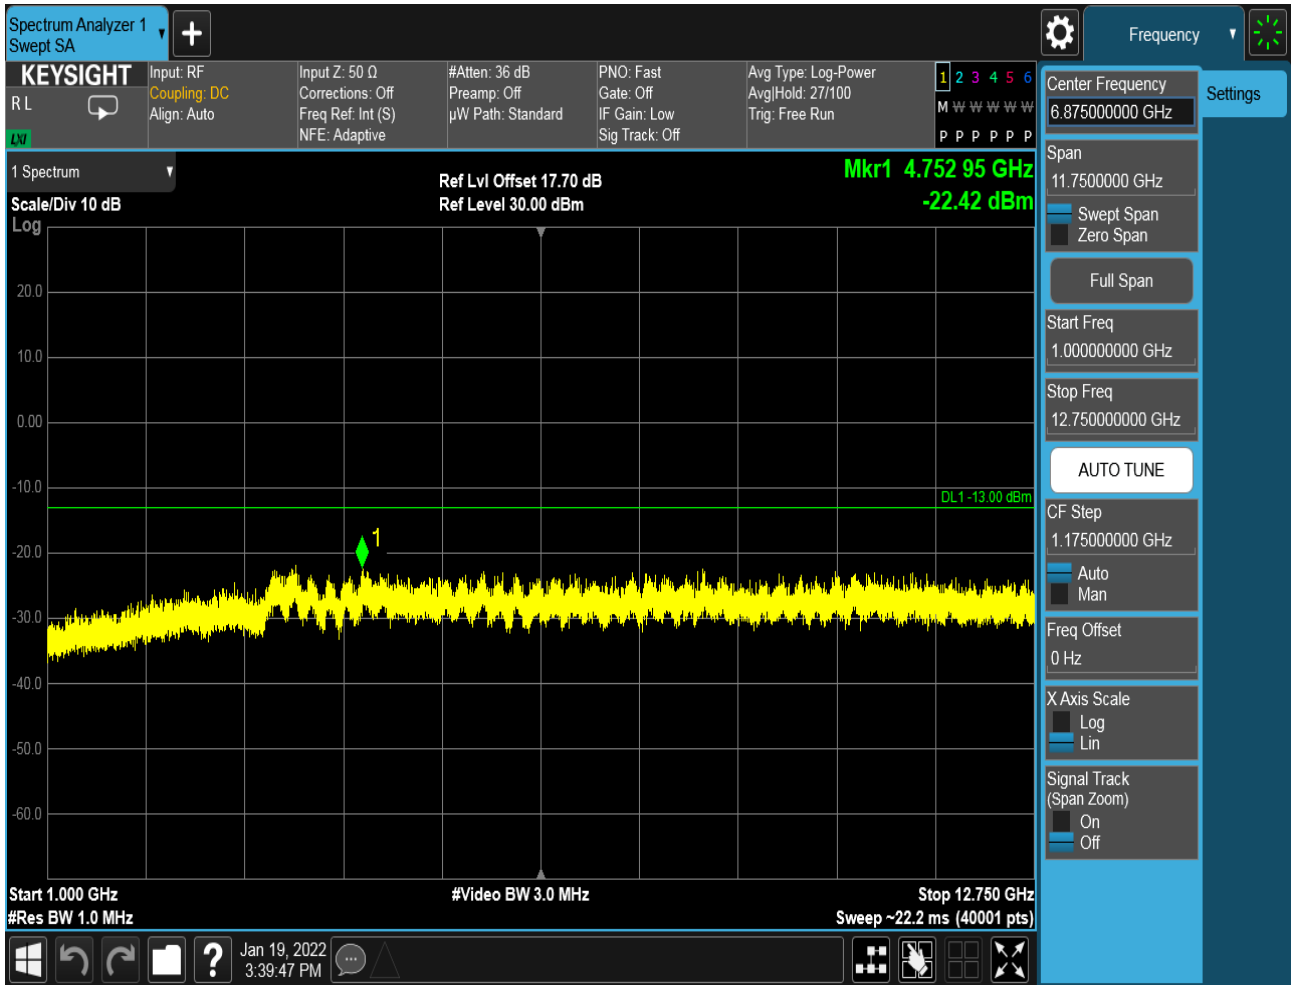 Spectrum Analyzer 1
Swept SA
Frequency
KEYSIGHT
R L
LXI
Input: RF
Coupling: DC
Align: Auto
Input Z: 50 Ω
Corrections: Off
Freq Ref: Int (S)
NFE: Adaptive
#Atten: 36 dB
Preamp: Off
µW Path: Standard
PNO: Fast
Gate: Off
IF Gain: Low
Sig Track: Off
Avg Type: Log-Power
Avg|Hold: 27/100
Trig: Free Run
1 2 3 4 5 6
M W W W W W
P P P P P P
1 Spectrum
Scale/Div 10 dB
Log
Ref Lvl Offset 17.70 dB
Ref Level 30.00 dBm
Mkr1 4.752 95 GHz
-22.42 dBm
20.0
10.0
0.00
-10.0
-20.0
-30.0
-40.0
-50.0
-60.0
DL1 -13.00 dBm
1
Start 1.000 GHz
#Res BW 1.0 MHz
#Video BW 3.0 MHz
Stop 12.750 GHz
Sweep ~22.2 ms (40001 pts)
Jan 19, 2022
3:39:47 PM
?
Center Frequency
6.875000000 GHz
Settings
Span
11.7500000 GHz
Swept Span
Zero Span
Full Span
Start Freq
1.000000000 GHz
Stop Freq
12.750000000 GHz
AUTO TUNE
CF Step
1.175000000 GHz
Auto
Man
Freq Offset
0 Hz
X Axis Scale
Log
Lin
Signal Track
(Span Zoom)
On
Off